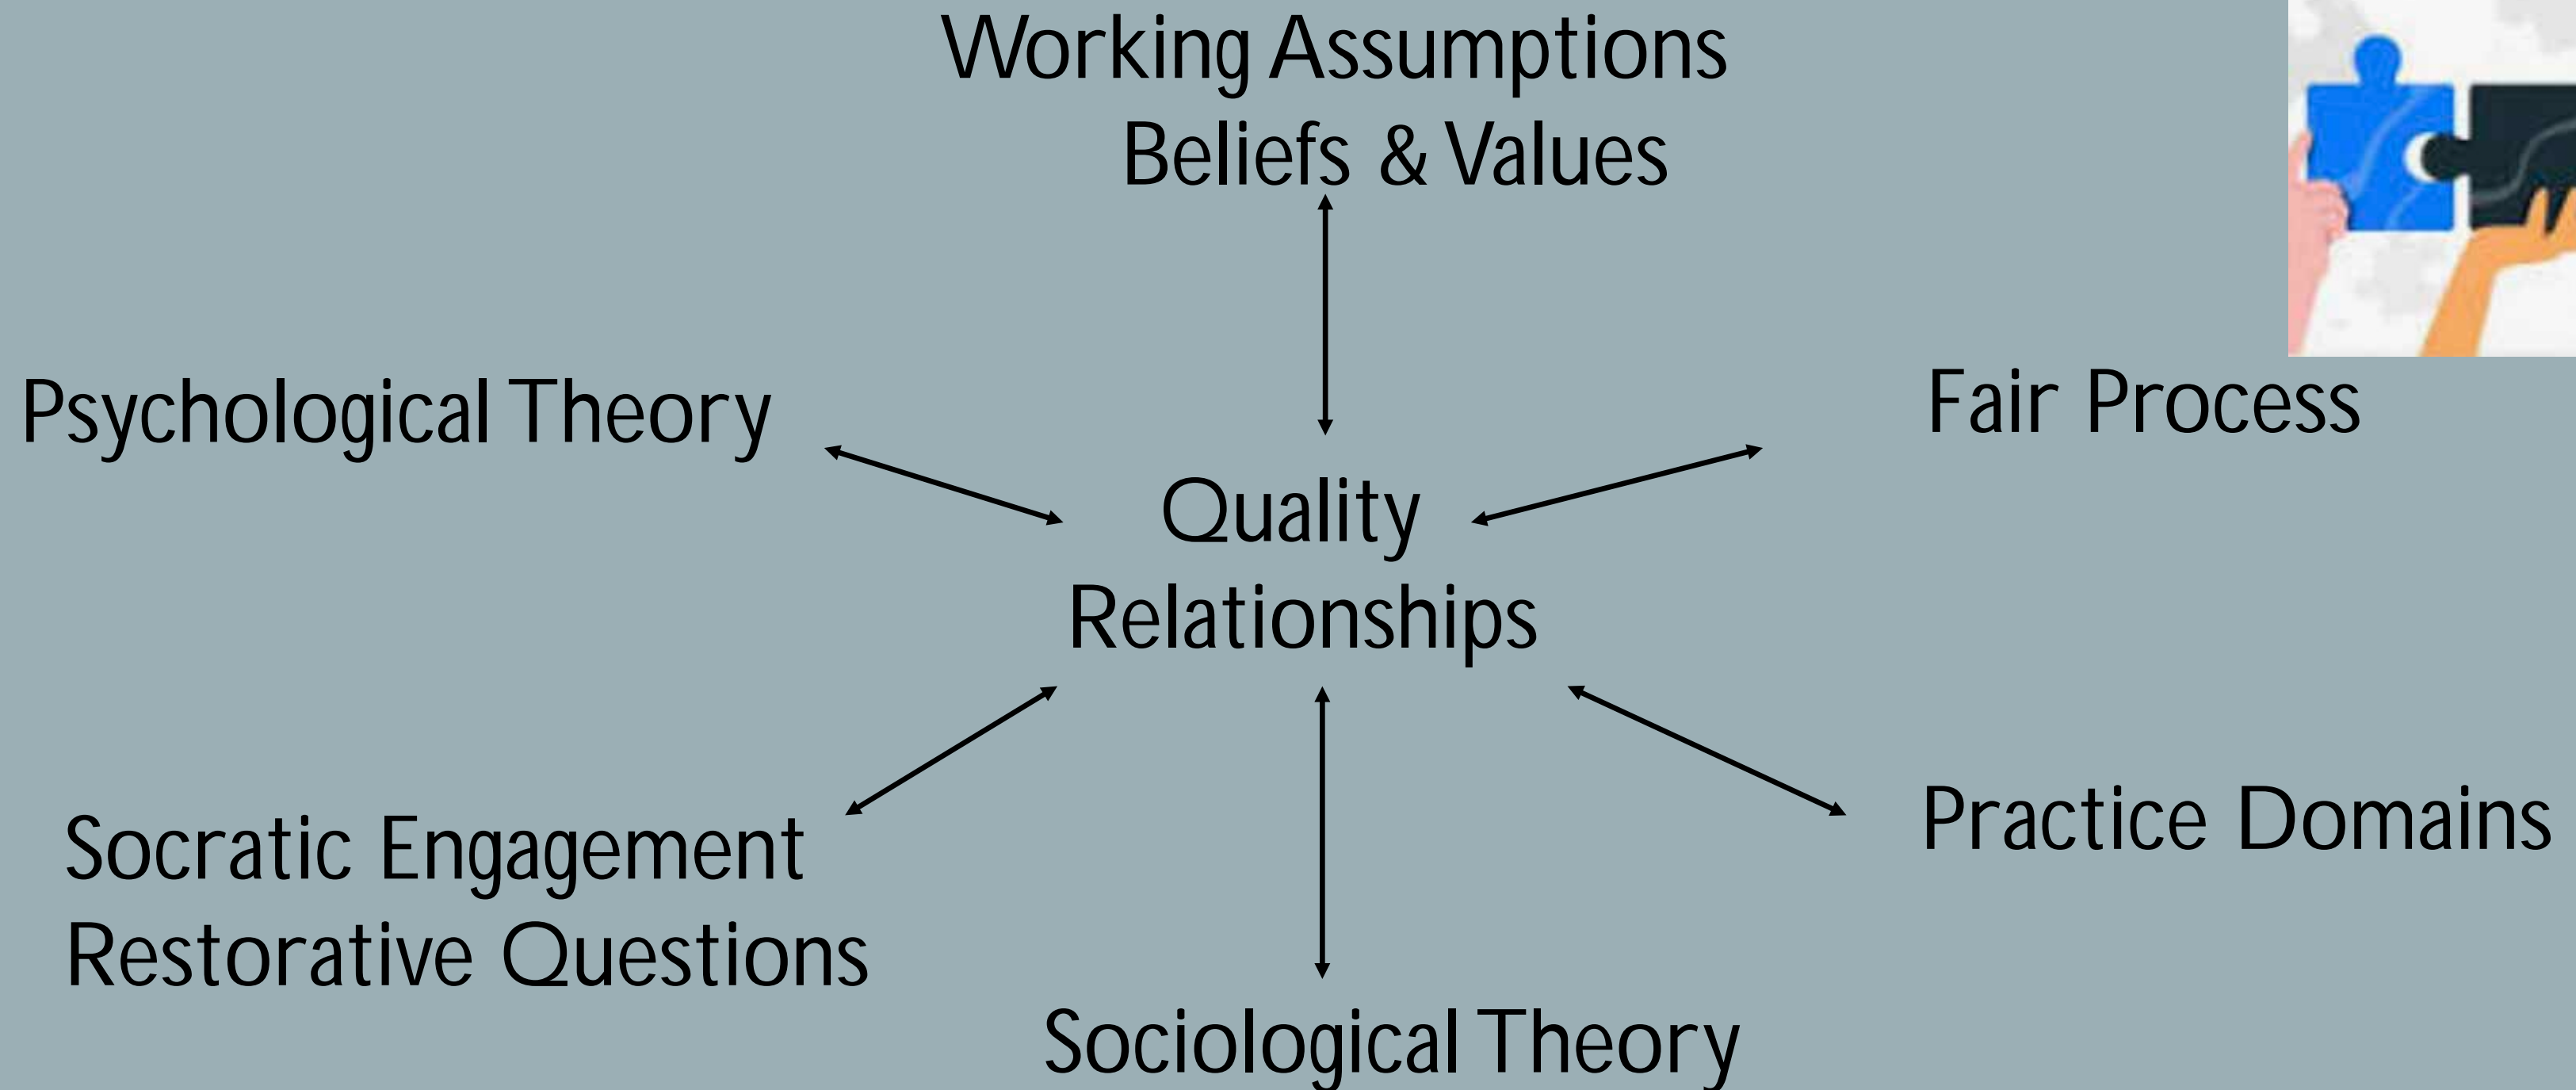 Working Assumptions
Beliefs & Values
Psychological Theory
Fair Process
Quality
Relationships
Socratic Engagement
Restorative Questions
Practice Domains
Sociological Theory